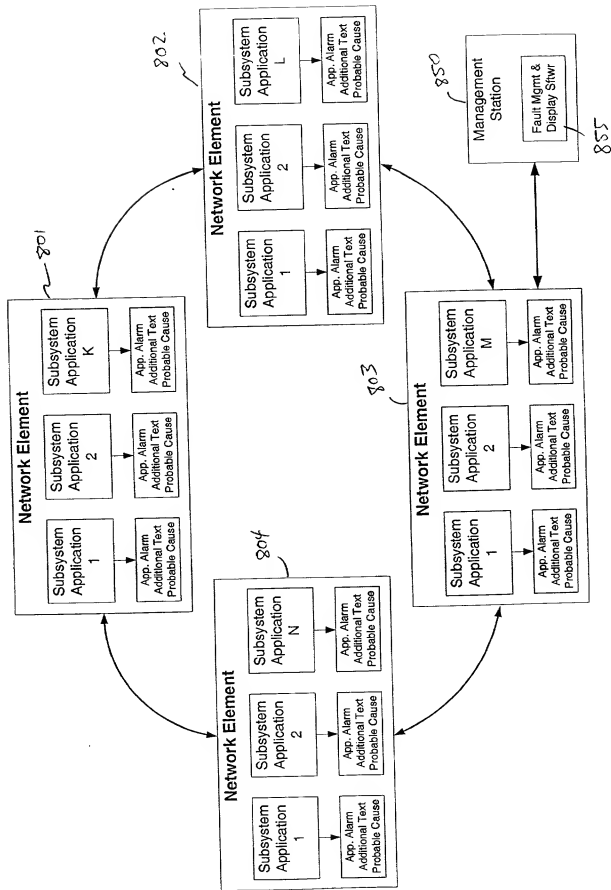 801
Network Element
Subsystem
Application
1
App. Alarm
Additional Text
Probable Cause
Subsystem
Application
2
App. Alarm
Additional Text
Probable Cause
Subsystem
Application
K
App. Alarm
Additional Text
Probable Cause
802
Network Element
Subsystem
Application
1
App. Alarm
Additional Text
Probable Cause
Subsystem
Application
2
App. Alarm
Additional Text
Probable Cause
Subsystem
Application
L
App. Alarm
Additional Text
Probable Cause
804
Network Element
Subsystem
Application
1
App. Alarm
Additional Text
Probable Cause
Subsystem
Application
2
App. Alarm
Additional Text
Probable Cause
Subsystem
Application
N
App. Alarm
Additional Text
Probable Cause
803
Network Element
Subsystem
Application
1
App. Alarm
Additional Text
Probable Cause
Subsystem
Application
2
App. Alarm
Additional Text
Probable Cause
Subsystem
Application
M
App. Alarm
Additional Text
Probable Cause
850
Management
Station
Fault Mgmt &
Display Sftwr
855